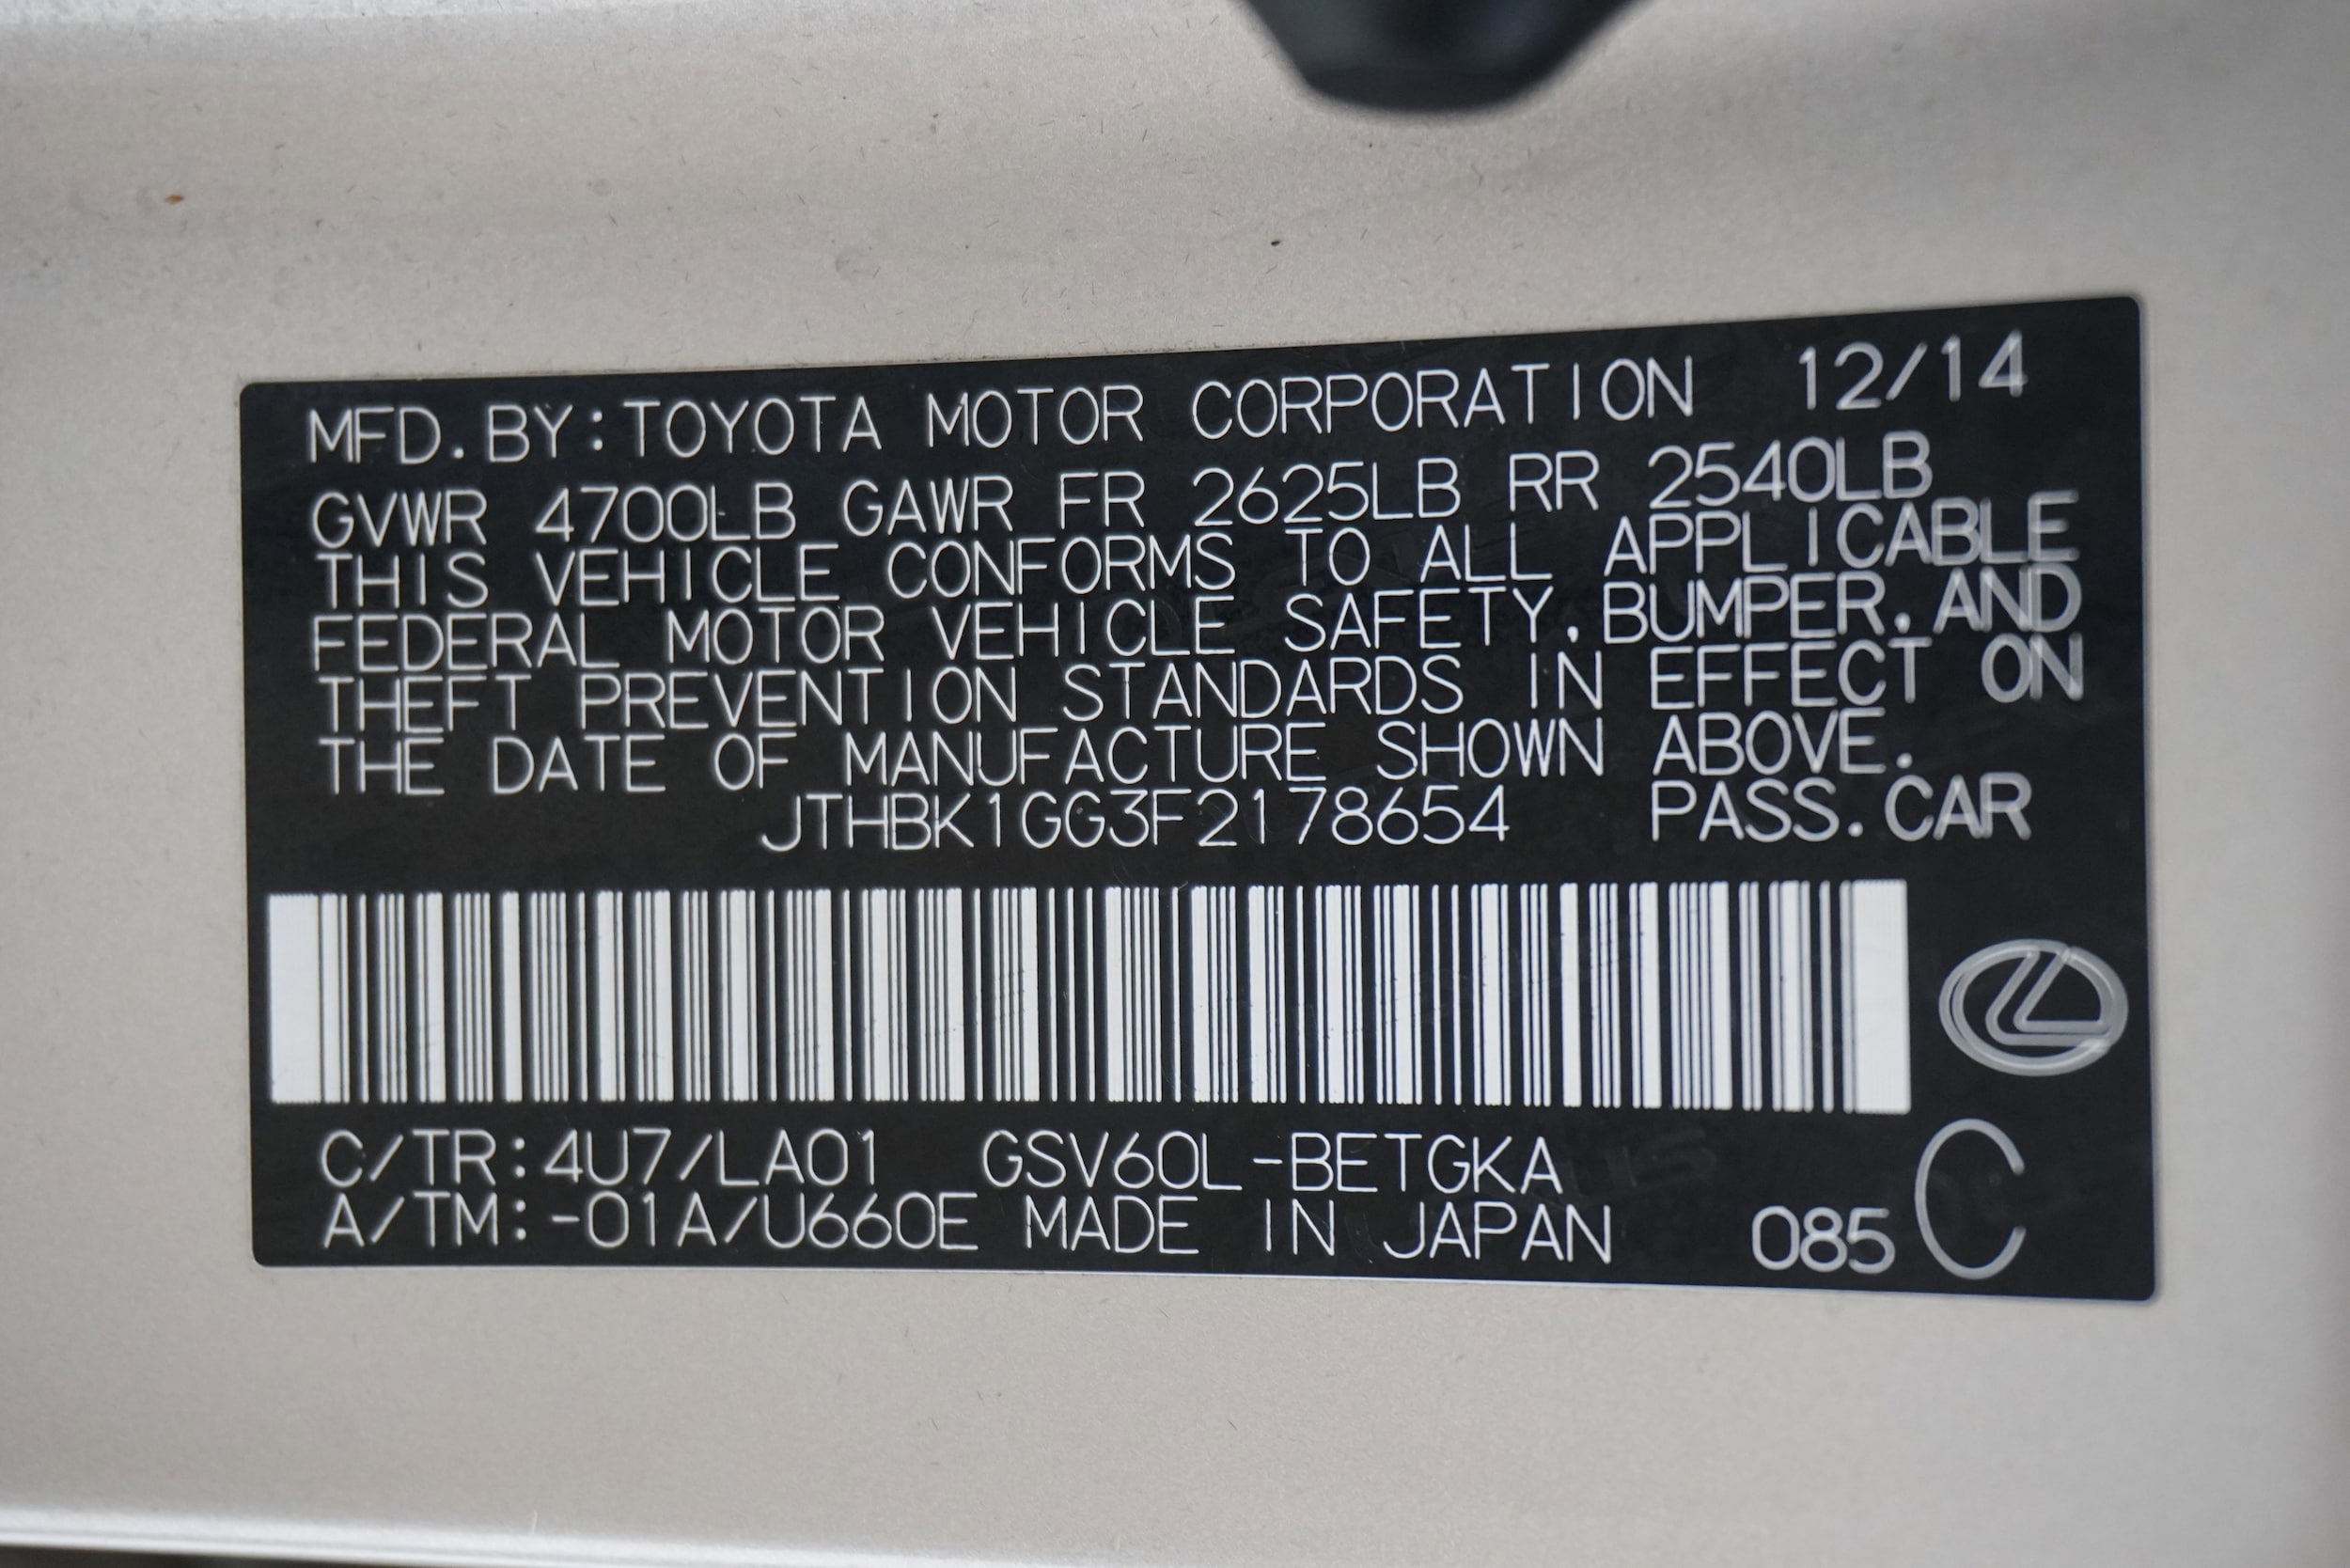 MFD.BY:TOYOTA MOTOR CORPORATION 12/14
GVWR 4700LB GAWR FR 2625LB RR 2540LB
THIS VEHICLE CONFORMS TO ALL APPLICABLE
FEDERAL MOTOR VEHICLE SAFETY,BUMPER,AND
THEFT PREVENTION STANDARDS IN EFFECT ON
THE DATE OF MANUFACTURE SHOWN ABOVE.
JTHBK1GG3F2178654 PASS.CAR
C/TR:4U7/LA01 GSV60L-BETGKA
A/TM:-01A/U660E MADE IN JAPAN 085 C